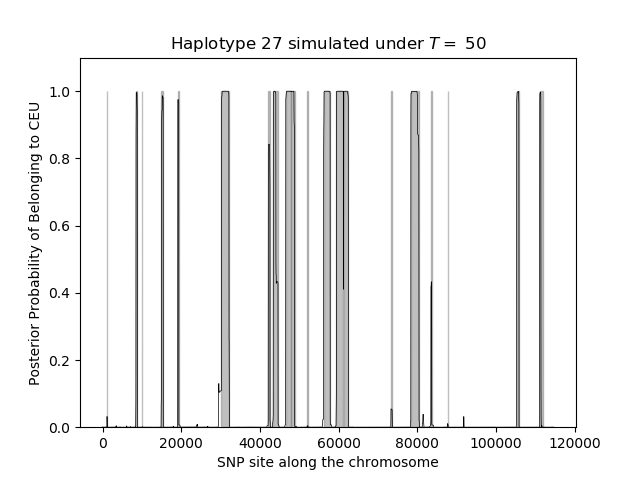 Haplotype 27 simulated under T = 50
Posterior Probability of Belonging to CEU
1.0
0.8
0.6
0.4
0.2
0.0
0 20000 40000 60000 80000 100000 120000
SNP site along the chromosome